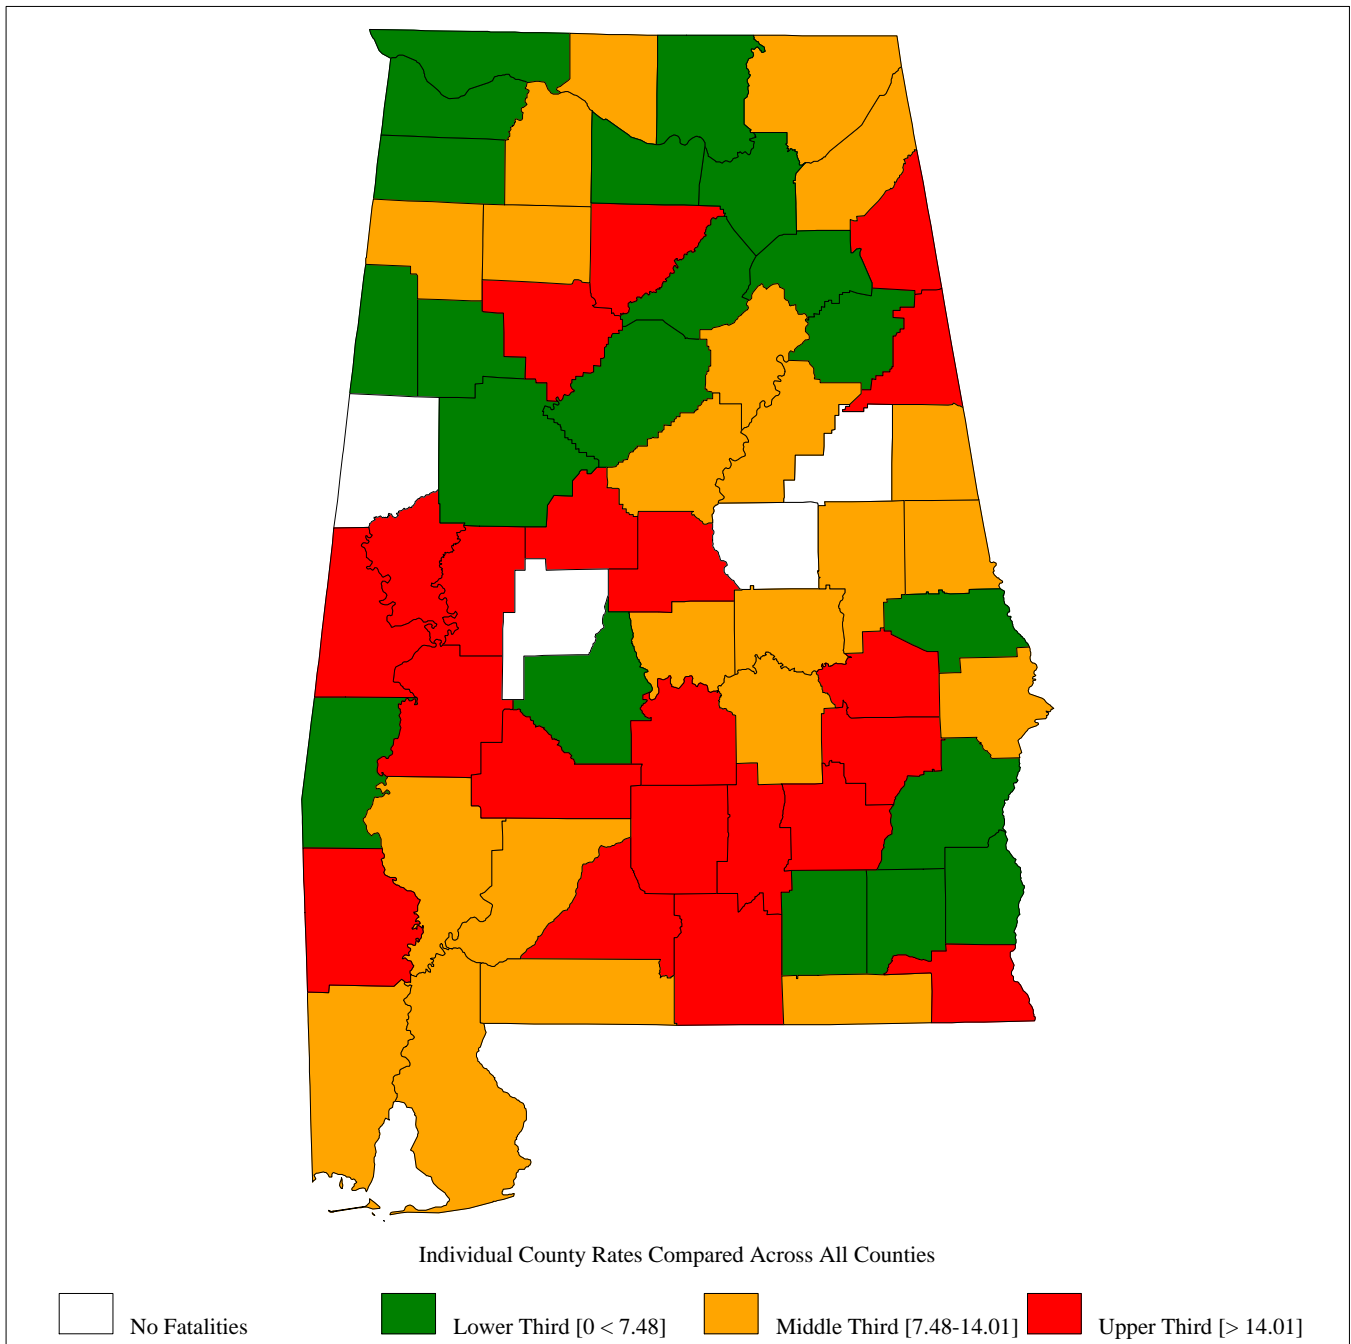 Individual County Rates Compared Across All Counties
No Fatalities
Lower Third [0 < 7.48]
Middle Third [7.48-14.01]
Upper Third [> 14.01]